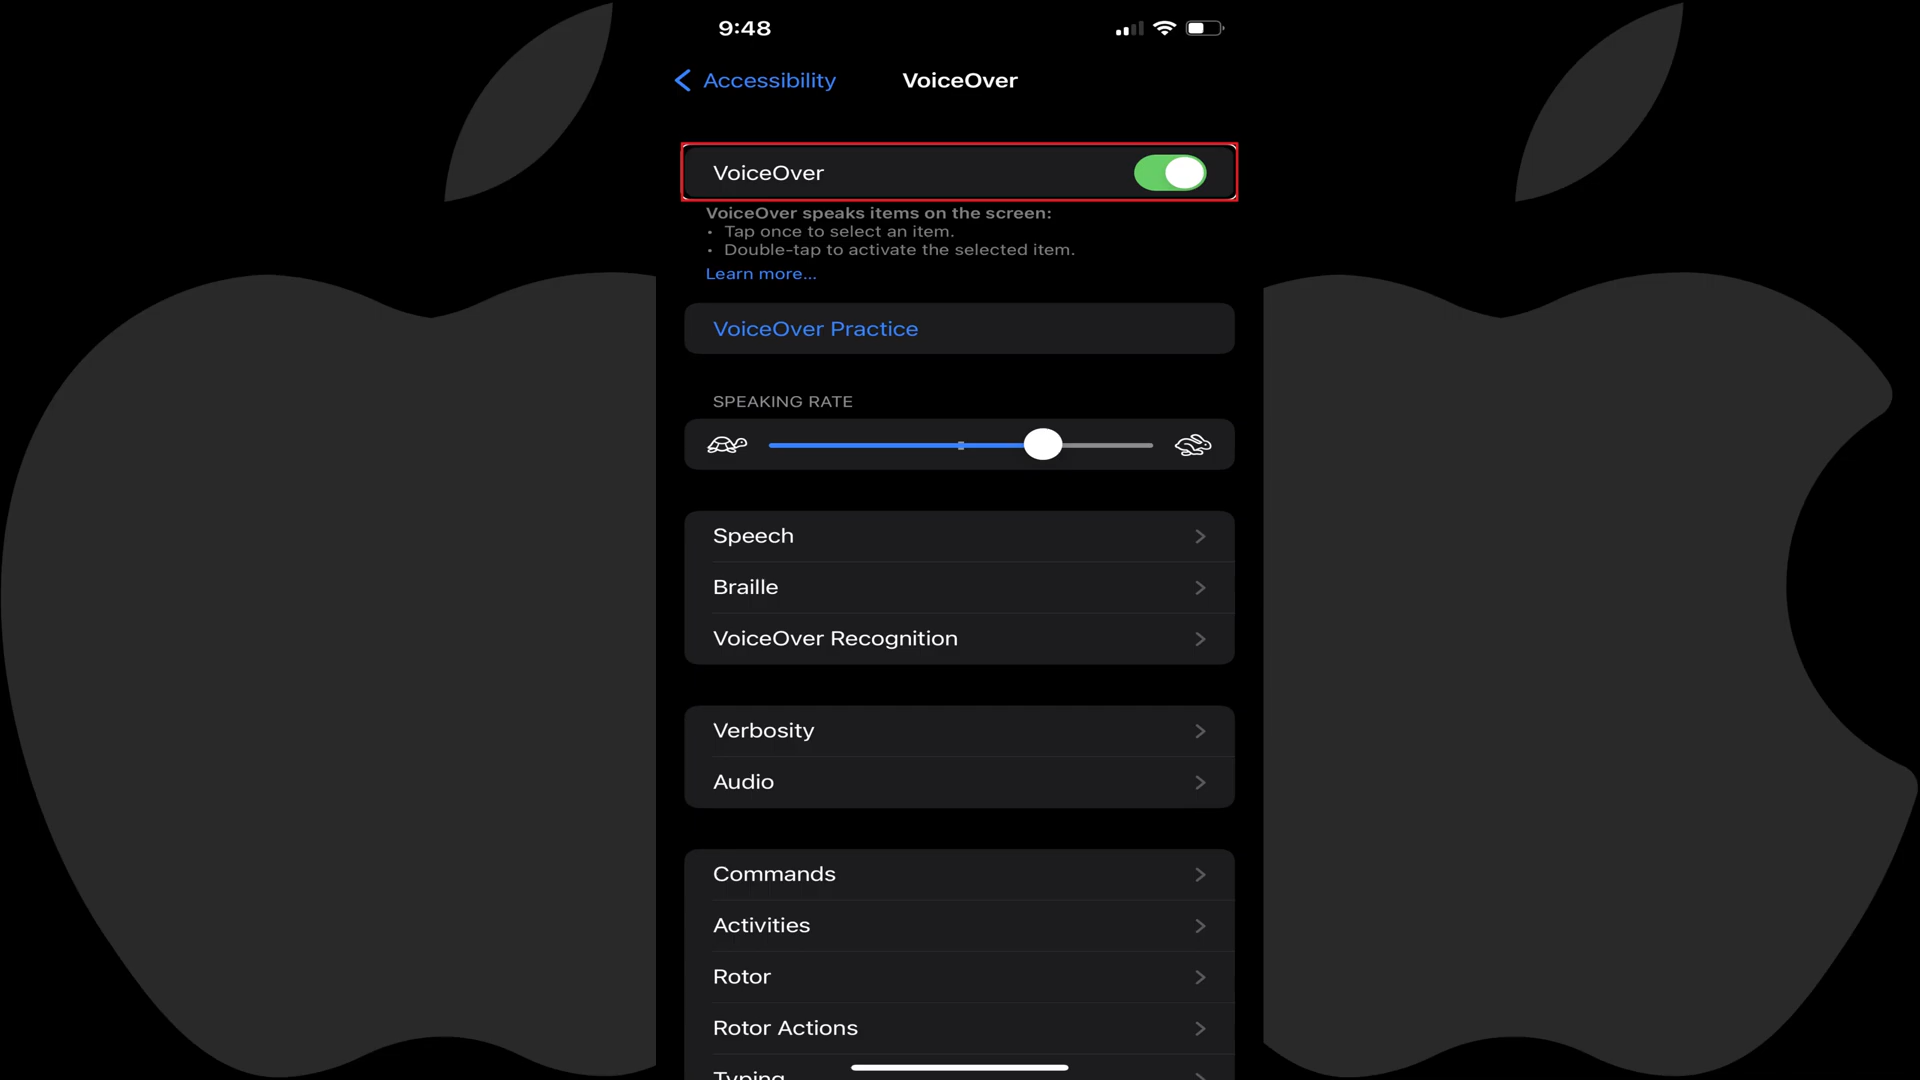 9:48
Accessibility
VoiceOver
VoiceOver
VoiceOver speaks items on the screen:
• Tap once to select an item.
• Double-tap to activate the selected item.
Learn more...
VoiceOver Practice
SPEAKING RATE
Speech
Braille
VoiceOver Recognition
Verbosity
Audio
Commands
Activities
Rotor
Rotor Actions
Typing